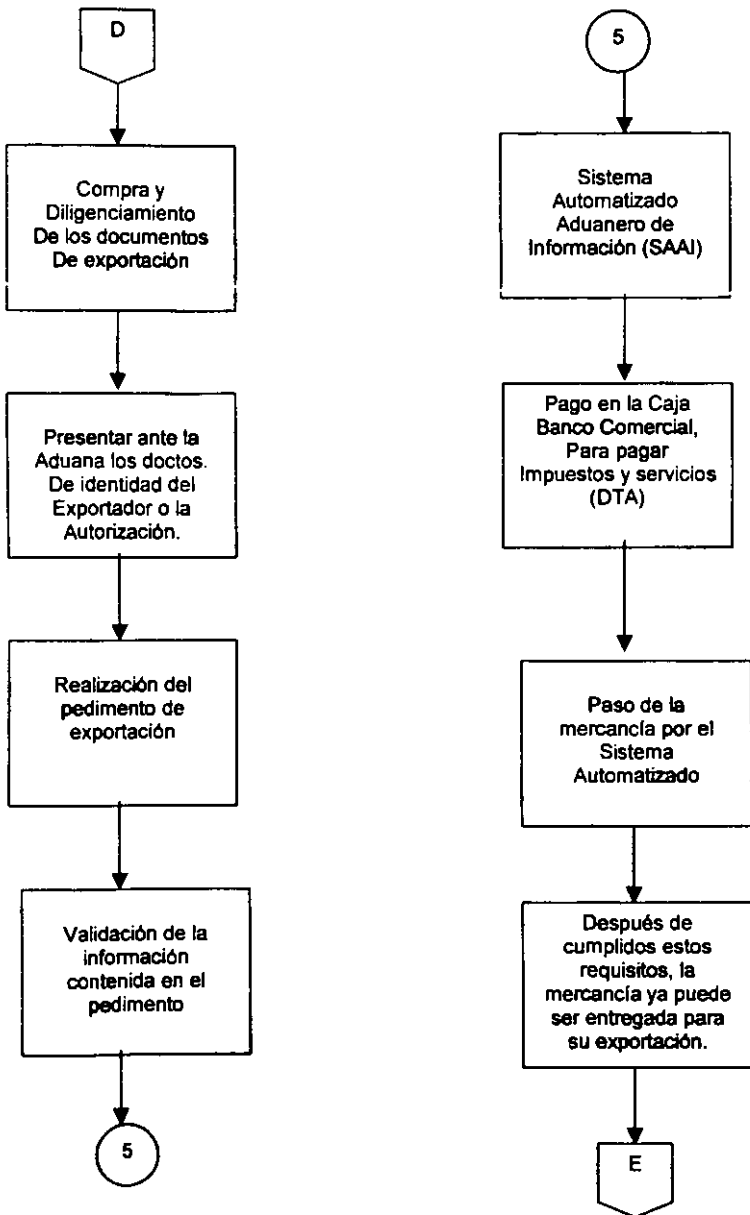 D
Compra y
Diligenciamiento
De los documentos
De exportación
Presentar ante la
Aduana los doctos.
De identidad del
Exportador o la
Autorización.
Realización del
pedimento de
exportación
Validación de la
información
contenida en el
pedimento
5
5
Sistema
Automatizado
Aduanero de
Información (SAAI)
Pago en la Caja
Banco Comercial,
Para pagar
Impuestos y servicios
(DTA)
Paso de la
mercancía por el
Sistema
Automatizado
Después de
cumplidos estos
requisitos, la
mercancía ya puede
ser entregada para
su exportación.
E